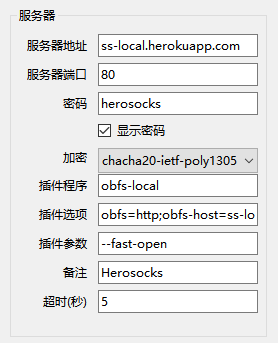 服务器
服务器地址 ss-local.herokuapp.com
服务器端口 80
密码 herosocks
显示密码
加密 chacha20-ietf-poly1305
插件程序 obfs-local
插件选项 obfs=http;obfs-host=ss-lo
插件参数 --fast-open
备注 Herosocks
超时(秒) 5